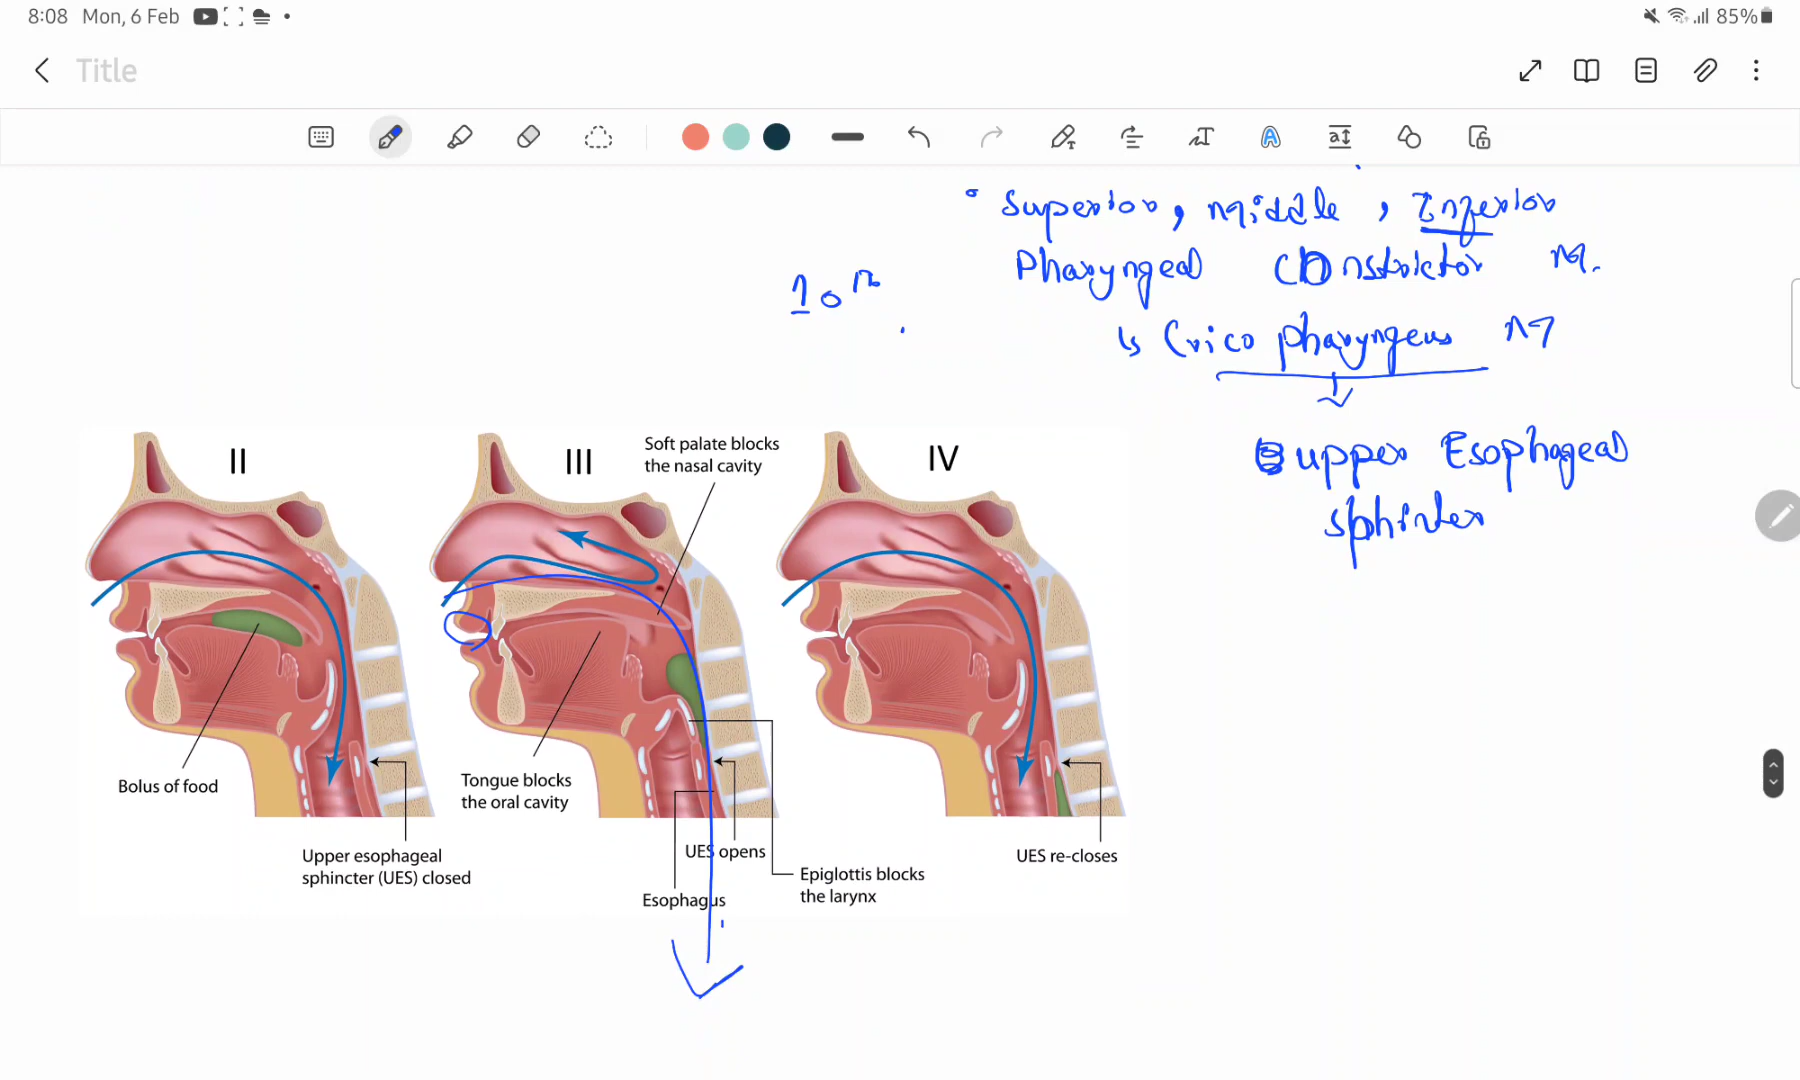 8:08 Mon, 6 Feb
85%
Title
Superior, middle, Inferior
Pharyngeal Constrictor M.
10th
↳ Crico pharyngeus M
upper Esophageal
sphinter
II
III
IV
Soft palate blocks
the nasal cavity
Bolus of food
Tongue blocks
the oral cavity
Upper esophageal
sphincter (UES) closed
UES opens
Esophagus
Epiglottis blocks
the larynx
UES re-closes